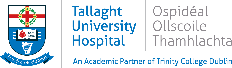 Tallaght
University
Hospital
Ospidéal
Ollscoile
Thamhlachta
An Academic Partner of Trinity College Dublin